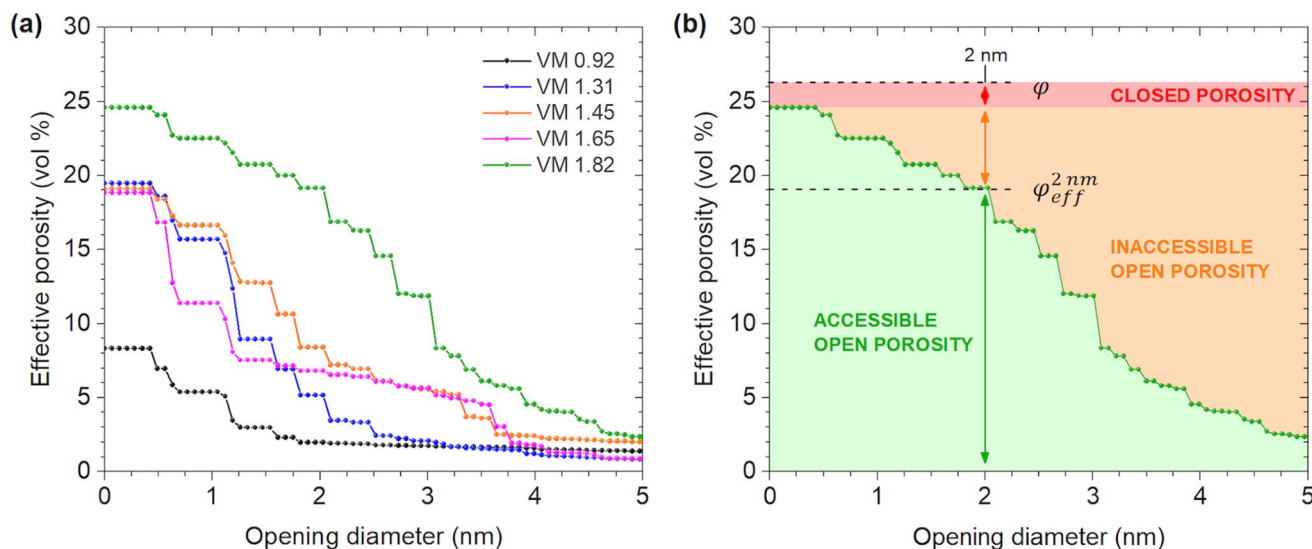 (a)
30
25
20
15
10
5
0
Effective porosity (vol %)
VM 0.92
VM 1.31
VM 1.45
VM 1.65
VM 1.82
0 1 2 3 4 5
Opening diameter (nm)
(b)
30
25
20
15
10
5
0
Effective porosity (vol %)
2 nm
φ
CLOSED POROSITY
φ_eff^2 nm
INACCESSIBLE
OPEN POROSITY
ACCESSIBLE
OPEN POROSITY
0 1 2 3 4 5
Opening diameter (nm)